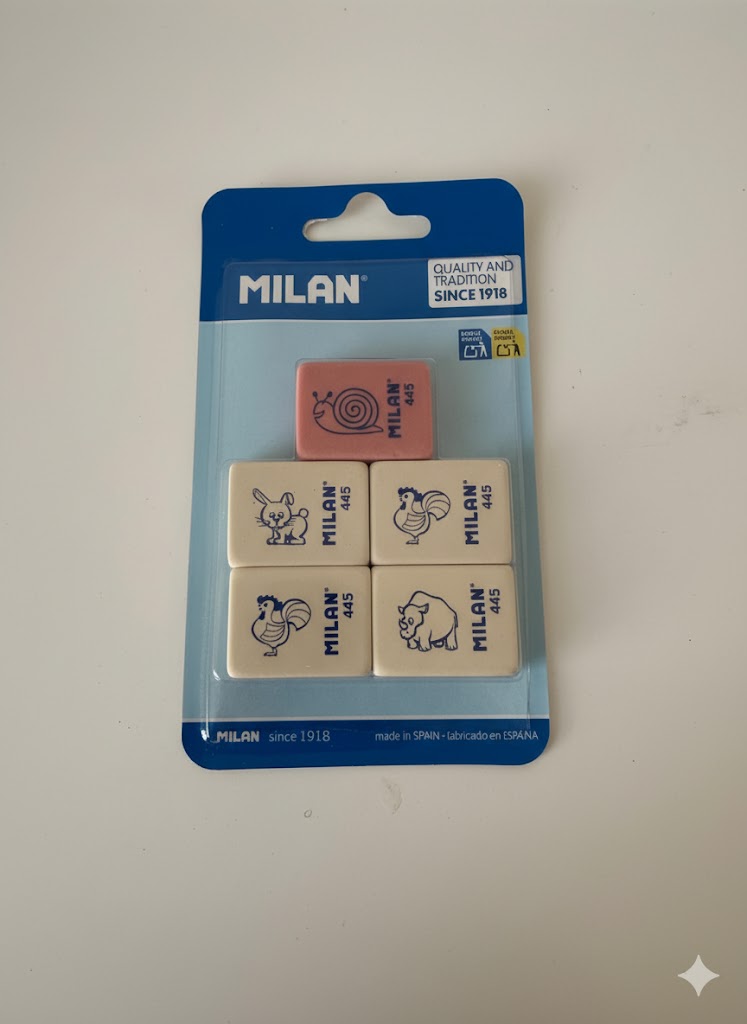 MILAN®
QUALITY AND
TRADITION
SINCE 1918
MILAN®
445
MILAN®
445
MILAN®
445
MILAN®
445
MILAN®
445
MILAN since 1918
made in SPAIN - fabricado en ESPAÑA